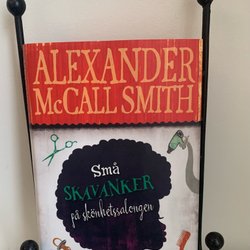 ALEXANDER
McCALL SMITH
Små
SKAVANKER
på skönhetssalongen